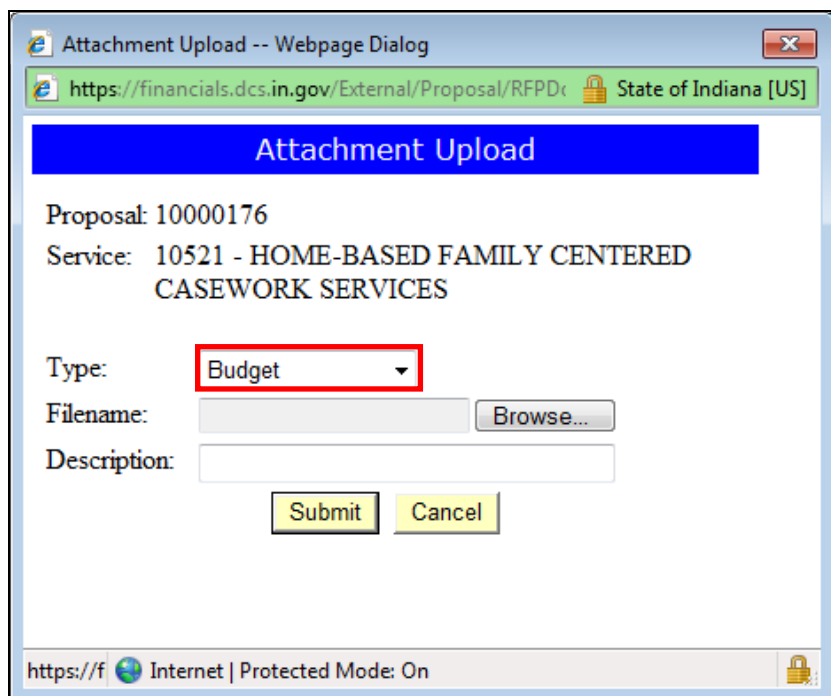 Attachment Upload -- Webpage Dialog
https://financials.dcs.in.gov/External/Proposal/RFPDo State of Indiana [US]
Attachment Upload
Proposal: 10000176
Service: 10521 - HOME-BASED FAMILY CENTERED
CASEWORK SERVICES
Type: Budget
Filename: Browse...
Description:
Submit Cancel
https://f Internet | Protected Mode: On